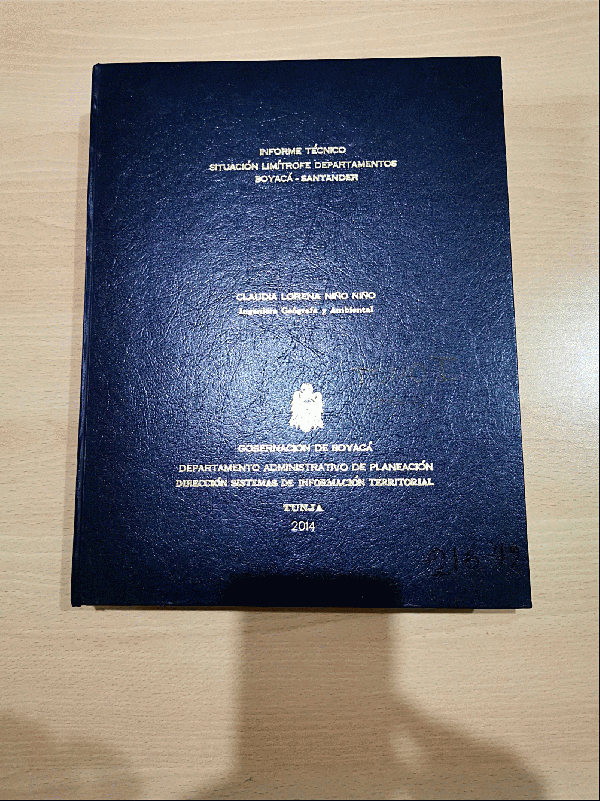 INFORME TÉCNICO
SITUACIÓN LIMÍTROFE DEPARTAMENTOS
BOYACÁ - SANTANDER
CLAUDIA LORENA NIÑO NIÑO
Ingeniera Geógrafa y Ambiental
GOBERNACIÓN DE BOYACÁ
DEPARTAMENTO ADMINISTRATIVO DE PLANEACIÓN
DIRECCIÓN SISTEMAS DE INFORMACIÓN TERRITORIAL
TUNJA
2014